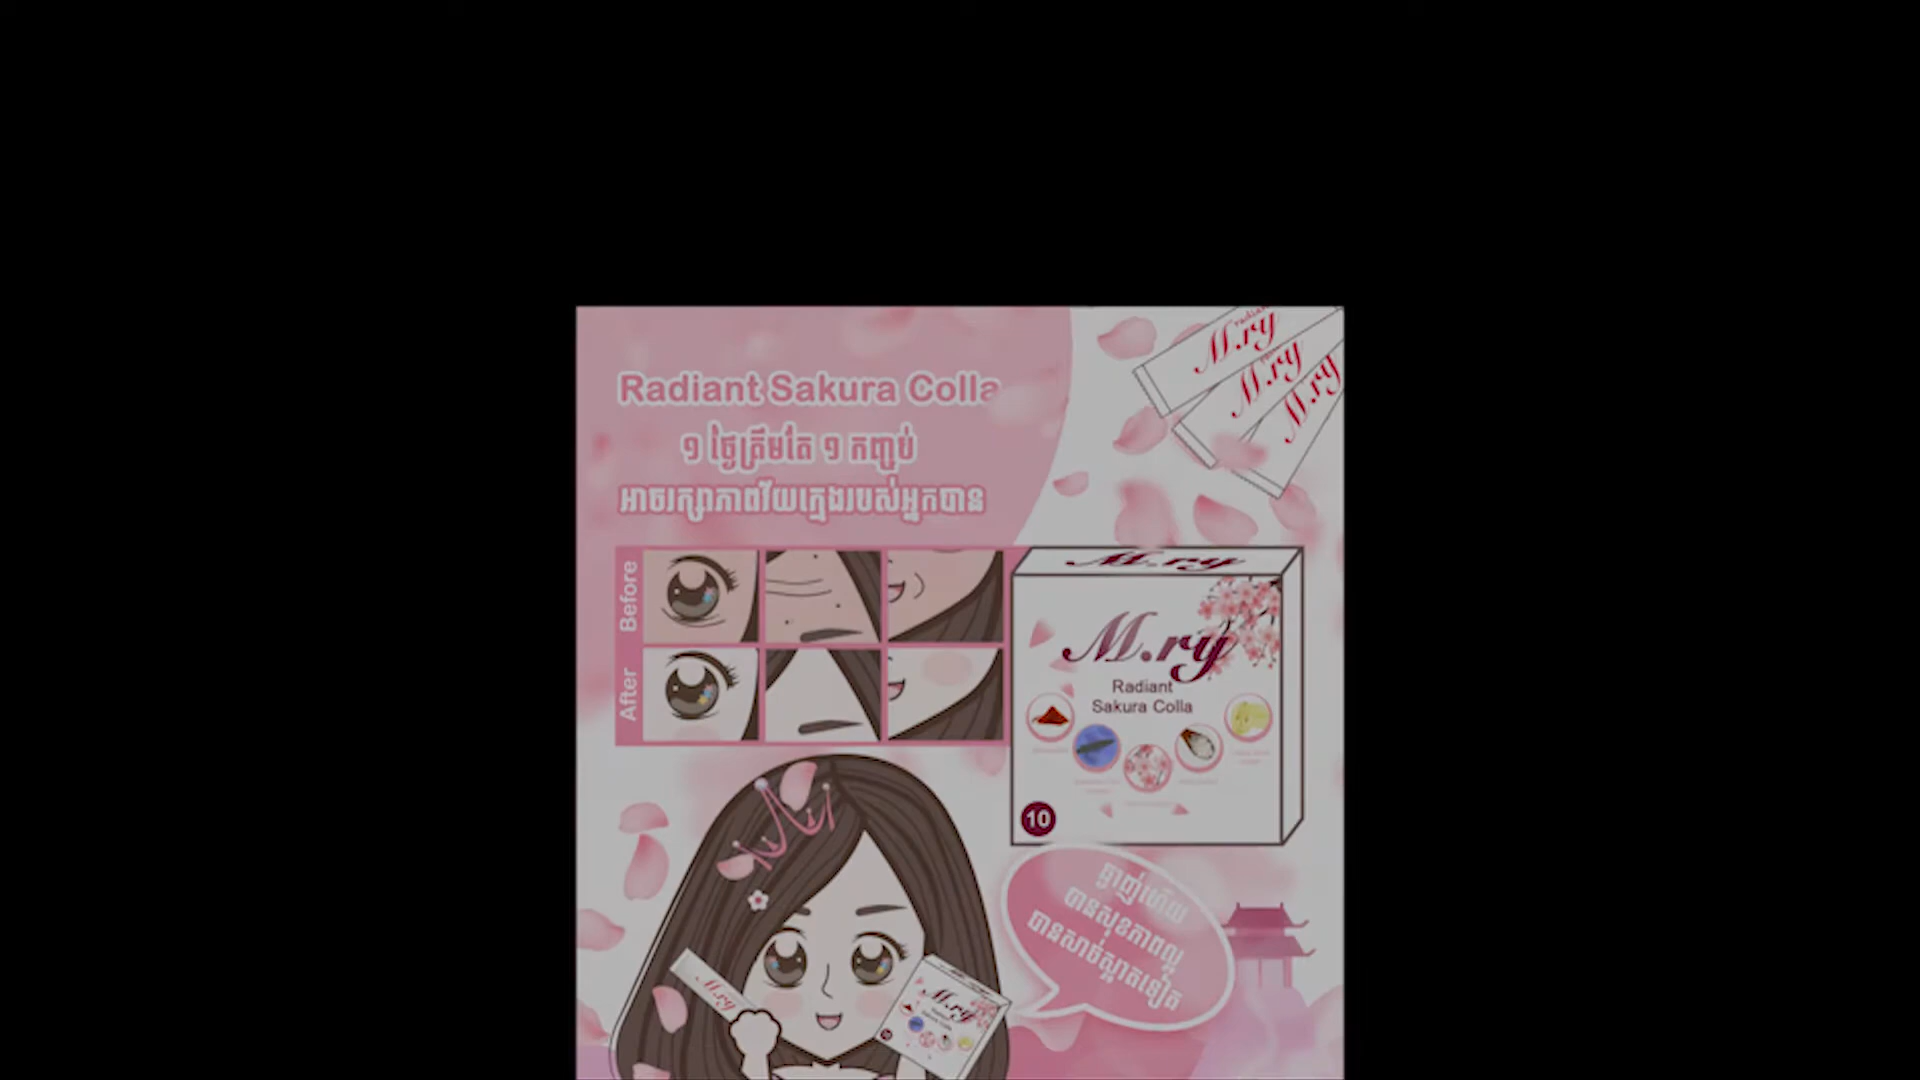 Radiant Sakura Colla
១ ថ្ងៃត្រឹមតែ ១ កញ្ចប់
អាចរក្សាភាពវ័យក្មេងរបស់អ្នកបាន
M.ry
M.ry
M.ry
Before
After
M.ry
M.ry
Radiant
Sakura Colla
10
ឆ្ងាញ់ហើយ
បានសុខភាពល្អ
បានសាច់ស្អាតទៀត
M.ry
M.ry